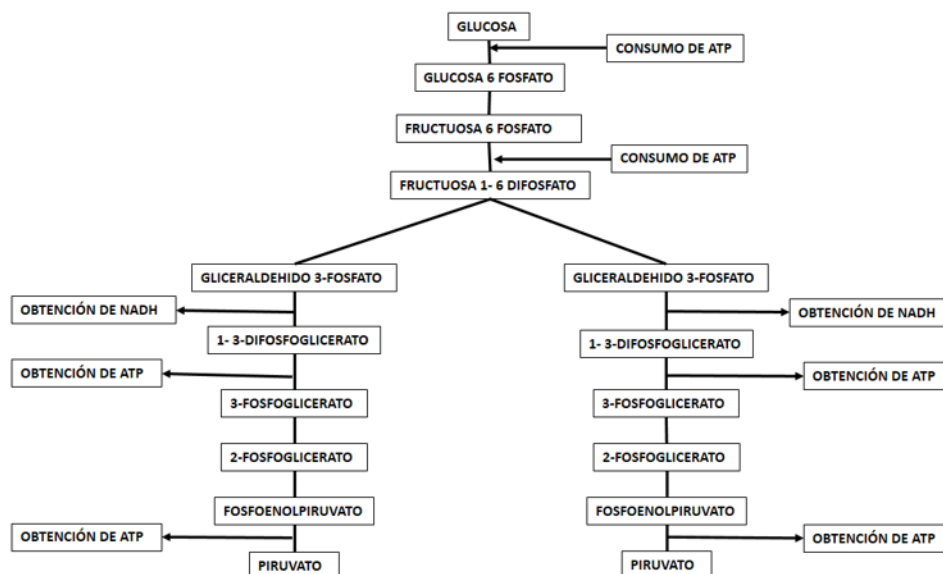 GLUCOSA
CONSUMO DE ATP
GLUCOSA 6 FOSFATO
FRUCTUOSA 6 FOSFATO
CONSUMO DE ATP
FRUCTUOSA 1- 6 DIFOSFATO
GLICERALDEHIDO 3-FOSFATO
GLICERALDEHIDO 3-FOSFATO
OBTENCIÓN DE NADH
OBTENCIÓN DE NADH
1- 3-DIFOSFOGLICERATO
1- 3-DIFOSFOGLICERATO
OBTENCIÓN DE ATP
OBTENCIÓN DE ATP
3-FOSFOGLICERATO
3-FOSFOGLICERATO
2-FOSFOGLICERATO
2-FOSFOGLICERATO
FOSFOENOLPIRUVATO
FOSFOENOLPIRUVATO
OBTENCIÓN DE ATP
OBTENCIÓN DE ATP
PIRUVATO
PIRUVATO